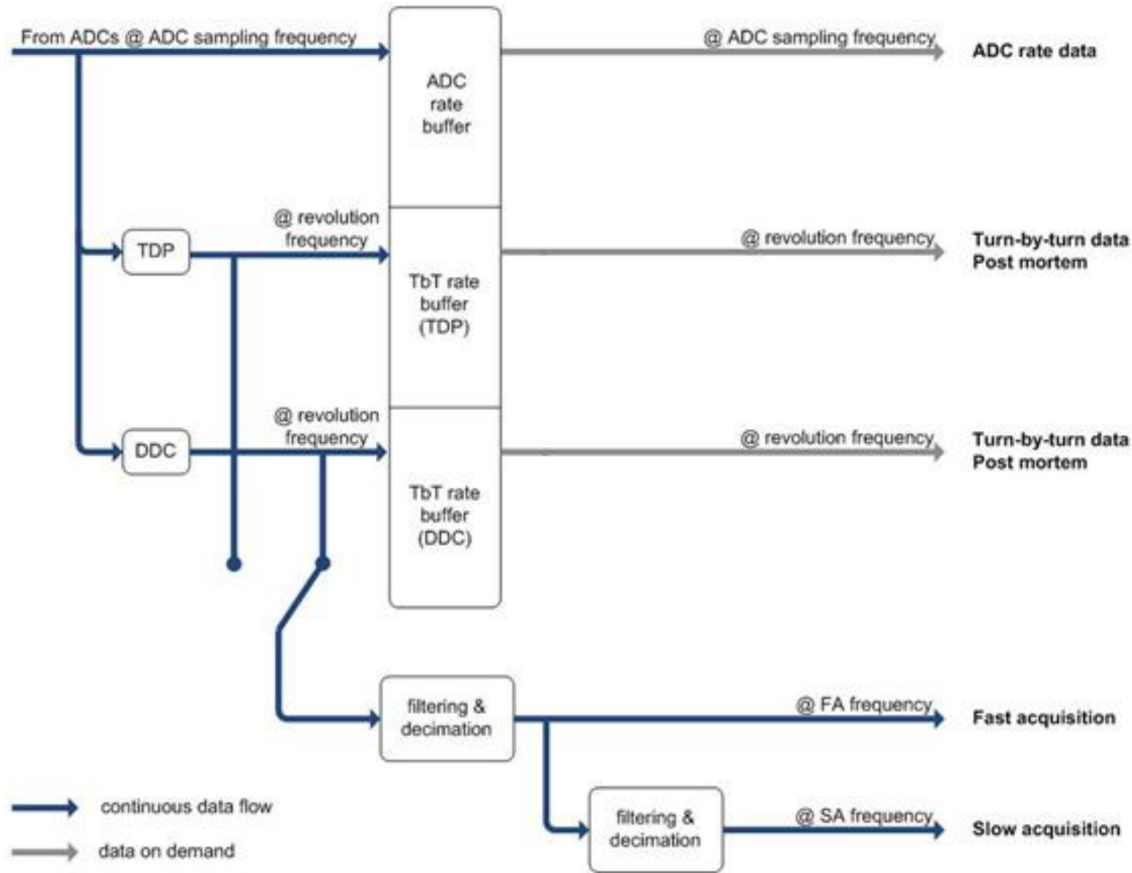 From ADCs @ ADC sampling frequency
@ ADC sampling frequency
ADC rate data
ADC
rate
buffer
@ revolution
frequency
TDP
@ revolution frequency
Turn-by-turn data
Post mortem
TbT rate
buffer
(TDP)
@ revolution
frequency
DDC
@ revolution frequency
Turn-by-turn data
Post mortem
TbT rate
buffer
(DDC)
filtering &
decimation
@ FA frequency
Fast acquisition
continuous data flow
filtering &
decimation
@ SA frequency
Slow acquisition
data on demand